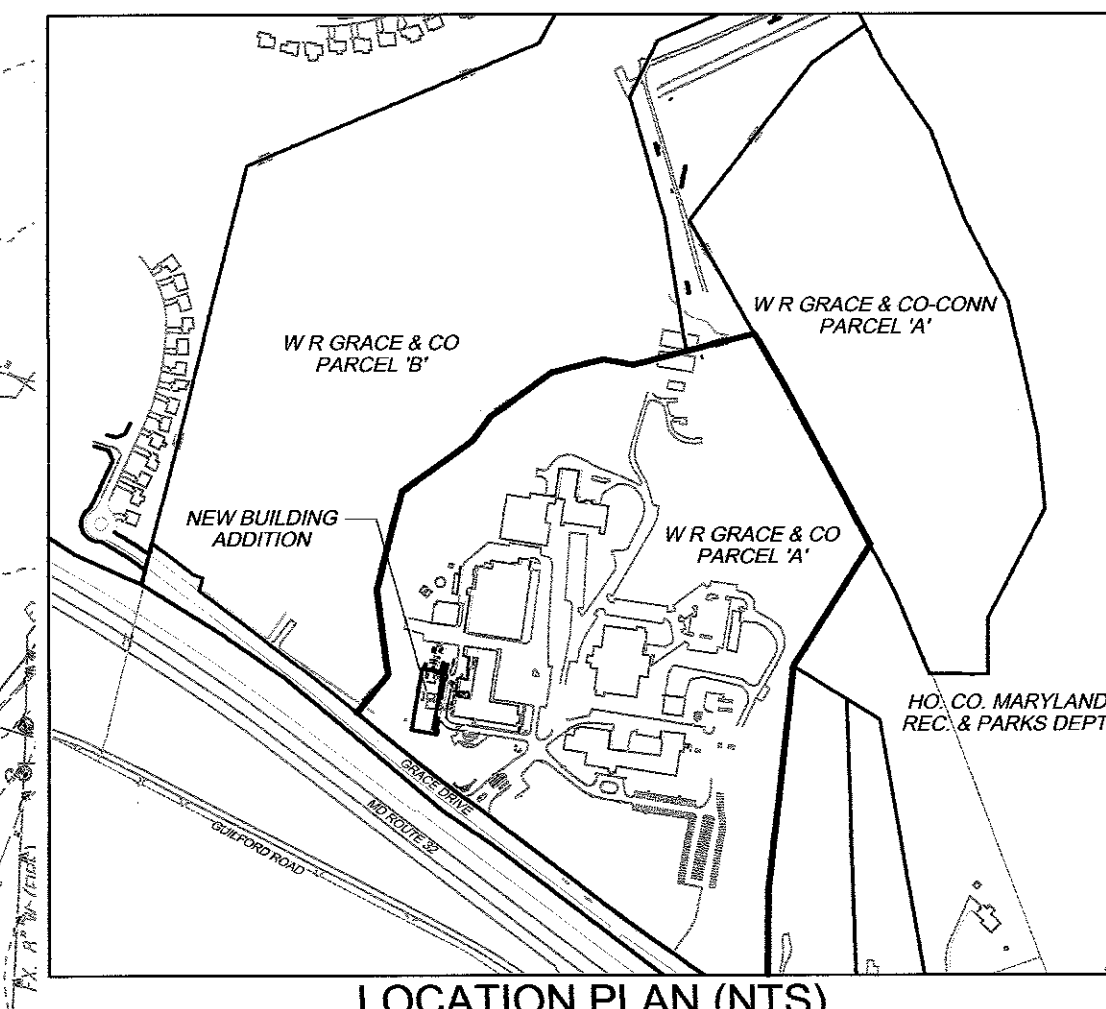 W R GRACE & CO-CONN
PARCEL 'A'
W R GRACE & CO
PARCEL 'B'
NEW BUILDING
ADDITION
W R GRACE & CO
PARCEL 'A'
HO. CO. MARYLAND
REC. & PARKS DEPT
GRACE DRIVE
MD ROUTE 32
GUILFORD ROAD
EX. R/W
LOCATION PLAN (NTS)